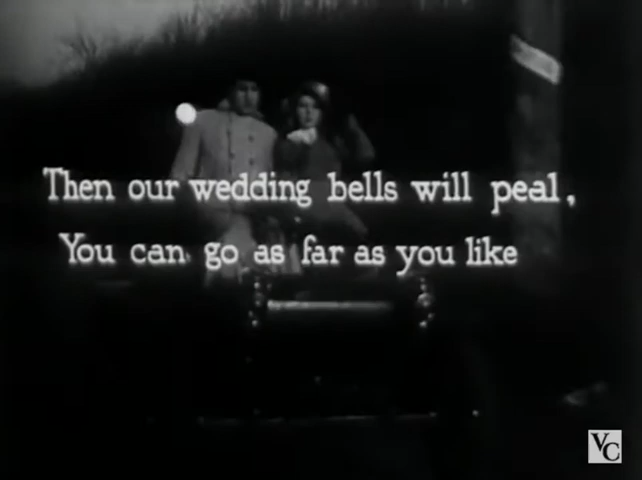 Then our wedding bells will peal,
You can go as far as you like
VC